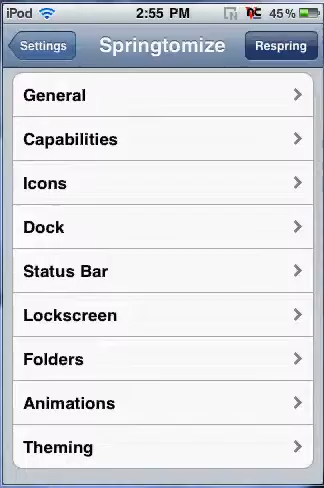 iPod 2:55 PM 45%
Settings Springtomize Respring
General
Capabilities
Icons
Dock
Status Bar
Lockscreen
Folders
Animations
Theming